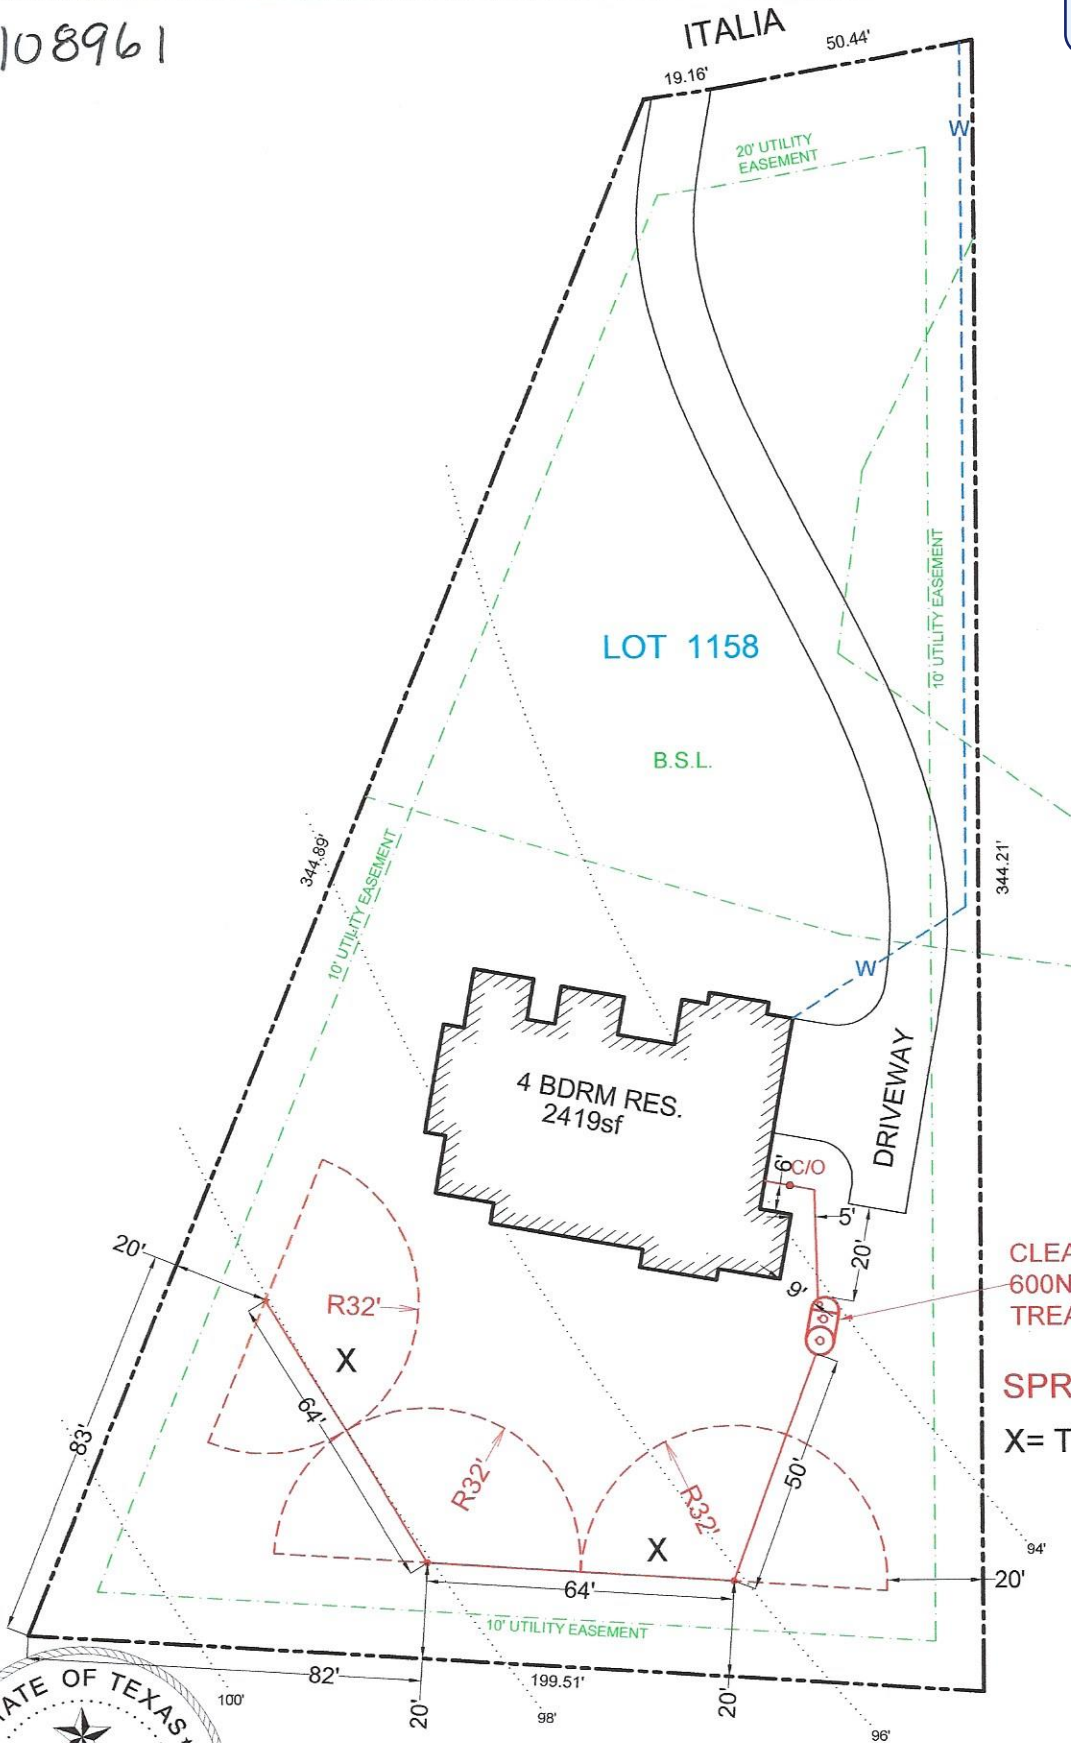 108961
ITALIA
19.16'
50.44'
W
20' UTILITY
EASEMENT
10' UTILITY EASEMENT
LOT 1158
B.S.L.
344.89'
10' UTILITY EASEMENT
344.21'
W
4 BDRM RES.
2419sf
DRIVEWAY
6'
C/O
5'
20'
20'
9'
CLEA
600N
TREA
R32'
X
64'
SPR
83'
X= T
50'
R32'
R32'
X
94'
64'
20'
10' UTILITY EASEMENT
82'
199.51'
20'
20'
100'
98'
96'
ATE OF TEXAS